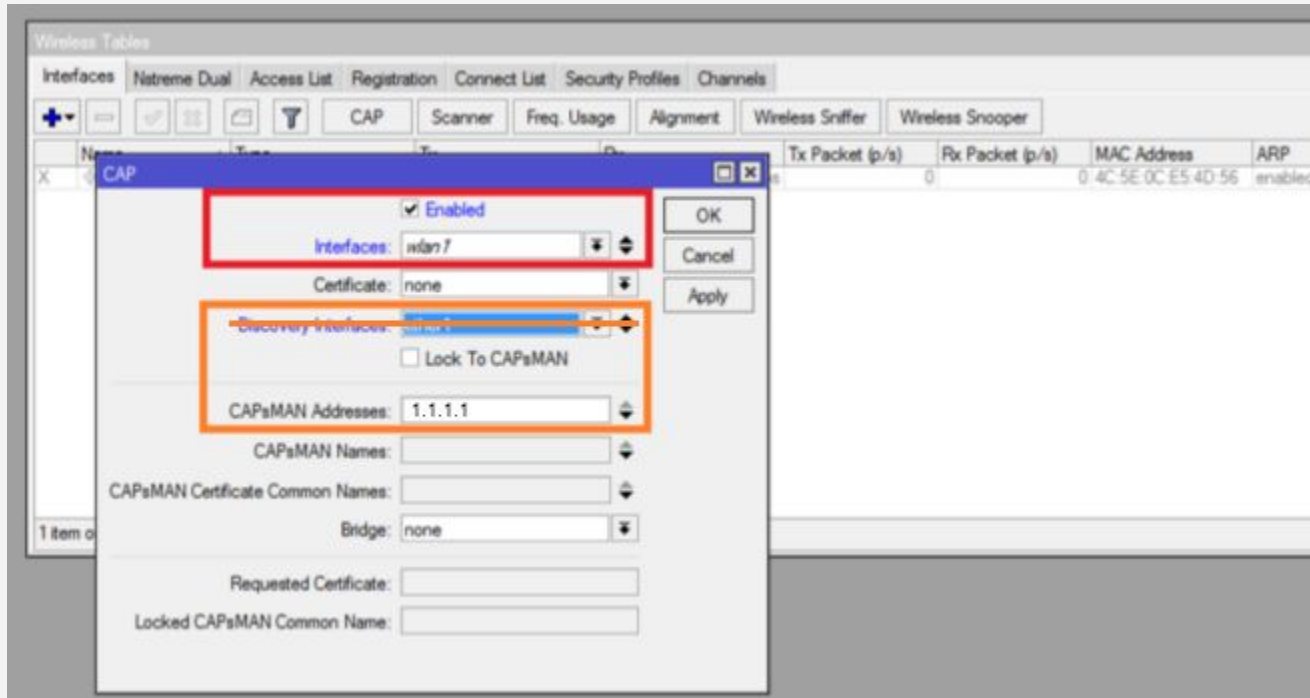 Wireless Tables
Interfaces Nstreme Dual Access List Registration Connect List Security Profiles Channels
CAP Scanner Freq. Usage Alignment Wireless Sniffer Wireless Snooper
Tx Packet (p/s) Rx Packet (p/s) MAC Address ARP
X 0 0 4C:5E:0C:E5:4D:56 enabled
CAP
Enabled
OK
Interfaces: wlan1
Cancel
Certificate: none
Apply
Discovery Interfaces: ether1
Lock To CAPsMAN
CAPsMAN Addresses: 1.1.1.1
CAPsMAN Names:
CAPsMAN Certificate Common Names:
1 item o
Bridge: none
Requested Certificate:
Locked CAPsMAN Common Name: